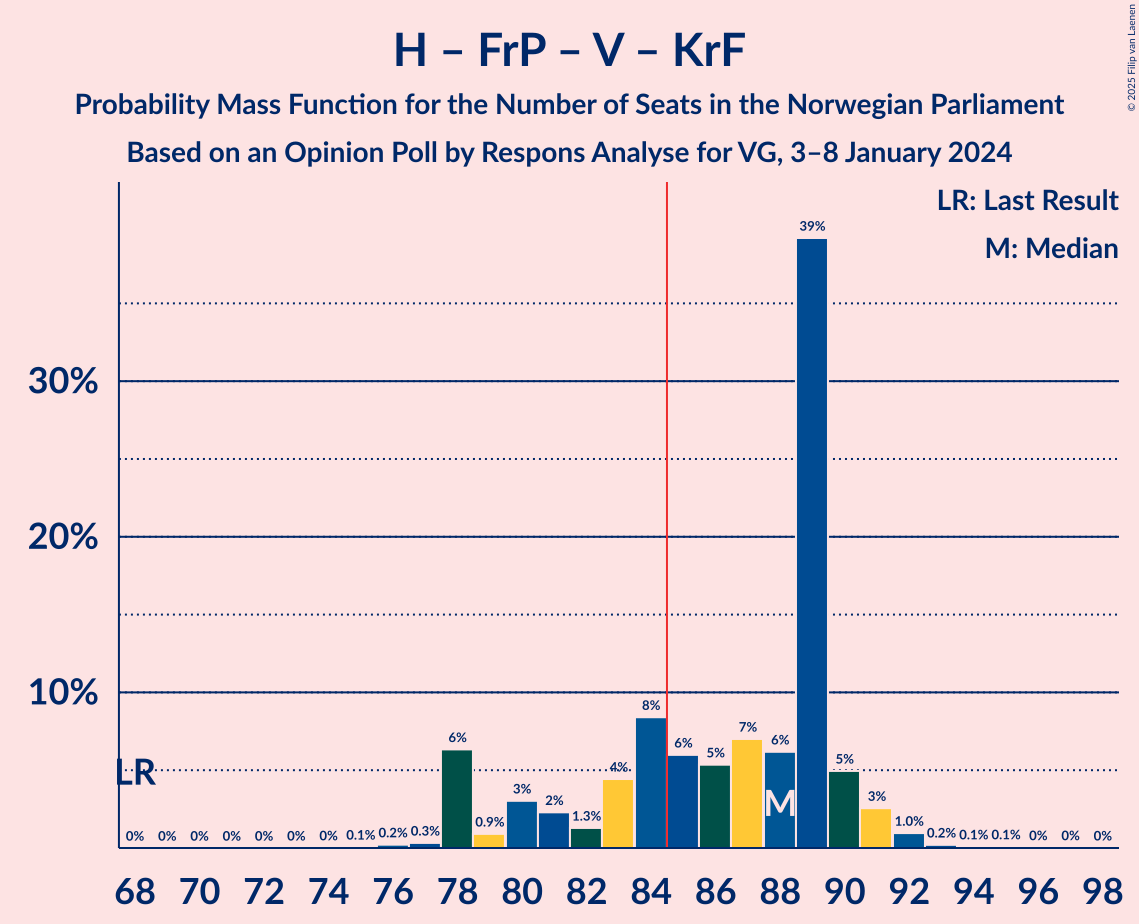 H – FrP – V – KrF
Probability Mass Function for the Number of Seats in the Norwegian Parliament
Based on an Opinion Poll by Respons Analyse for VG, 3–8 January 2024
© 2025 Filip van Laenen
LR: Last Result
M: Median
39%
30%
20%
10%
8%
7%
6%
6%
6%
5%
5%
4%
LR
3%
3%
2%
1.3%
1.0%
0.9%
M
0% 0% 0% 0% 0% 0% 0% 0.1% 0.2% 0.3% 0.2% 0.1% 0.1% 0% 0% 0%
68 70 72 74 76 78 80 82 84 86 88 90 92 94 96 98